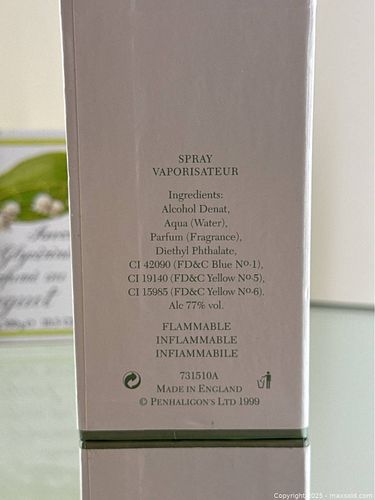 SPRAY
VAPORISATEUR
Ingredients:
Alcohol Denat,
Aqua (Water),
Parfum (Fragrance),
Diethyl Phthalate,
CI 42090 (FD&C Blue No·1),
CI 19140 (FD&C Yellow No·5),
CI 15985 (FD&C Yellow No·6).
Alc 77% vol.
FLAMMABLE
INFLAMMABLE
INFIAMMABILE
731510A
MADE IN ENGLAND
© PENHALIGON'S LTD 1999
Copyright 2025 - maxsold.com